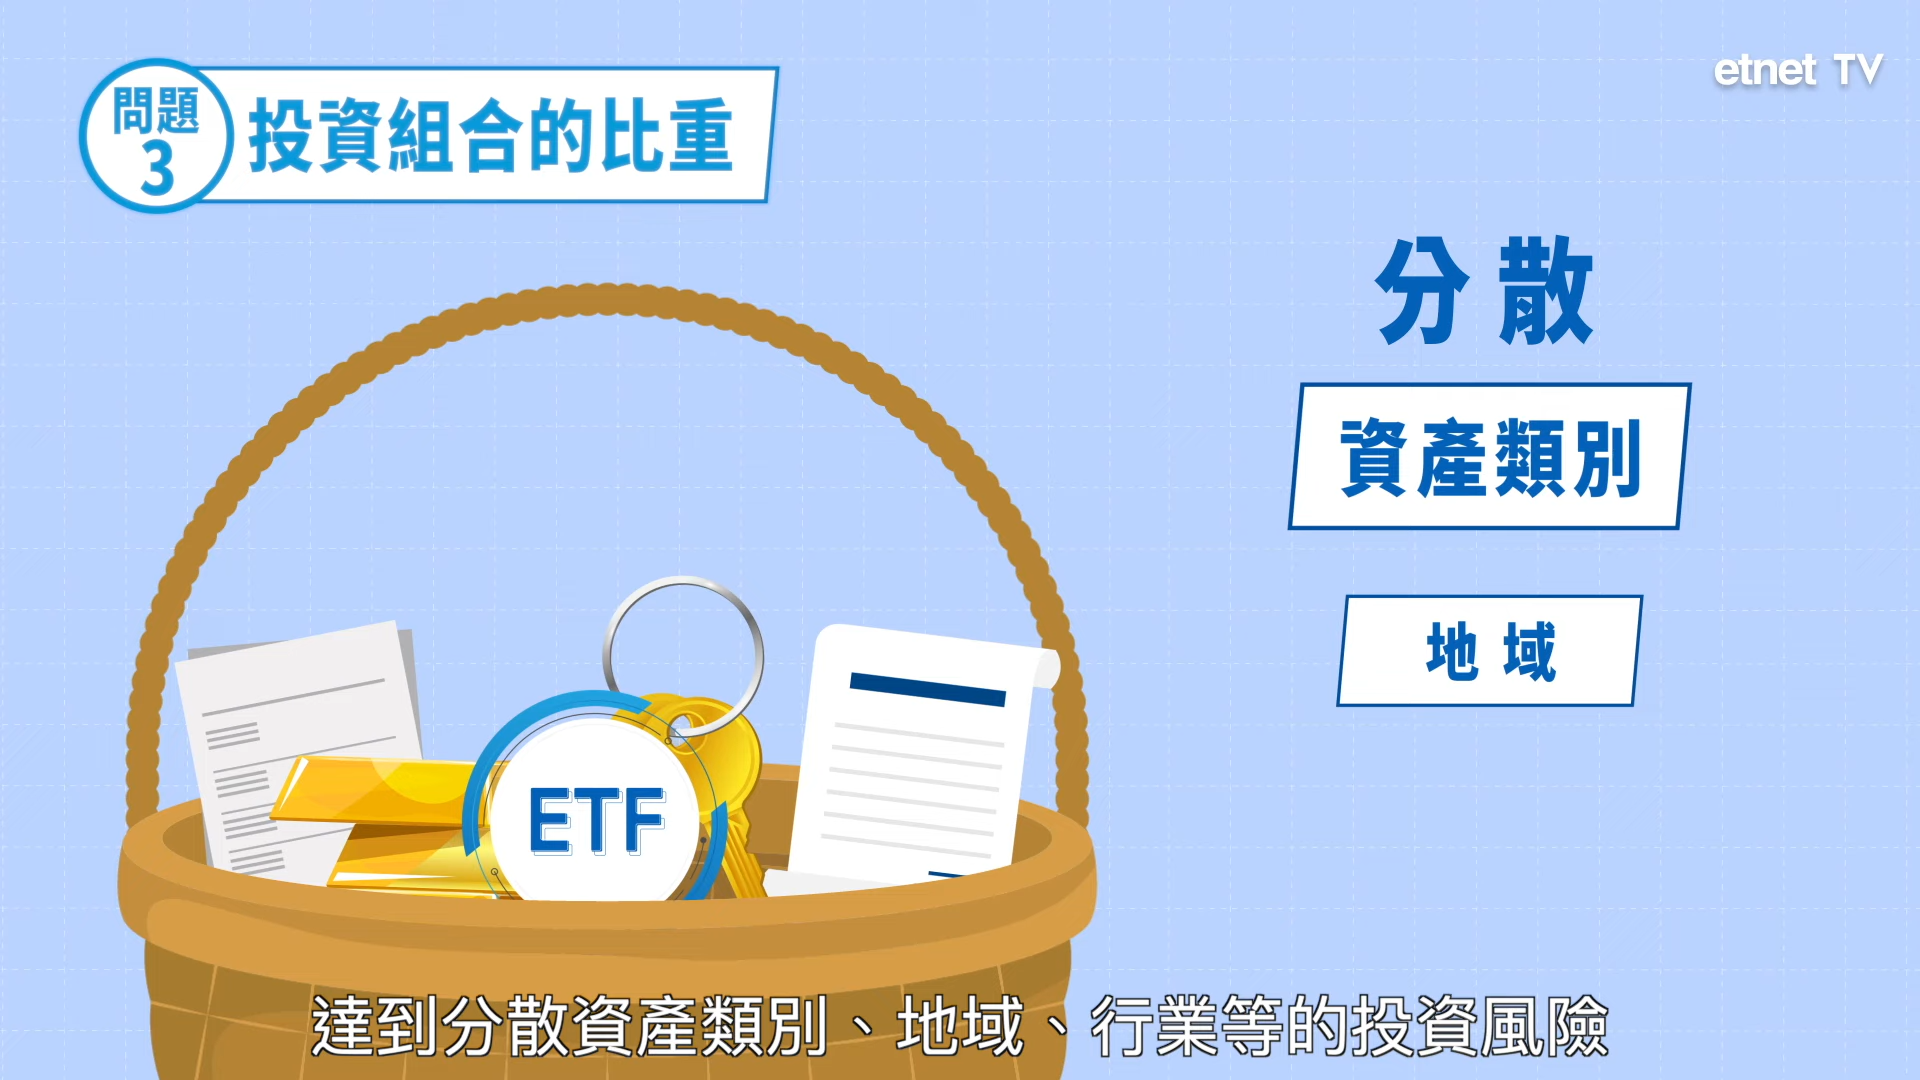 問題
3
投資組合的比重
etnet TV
分散
資產類別
地域
ETF
達到分散資產類別、地域、行業等的投資風險